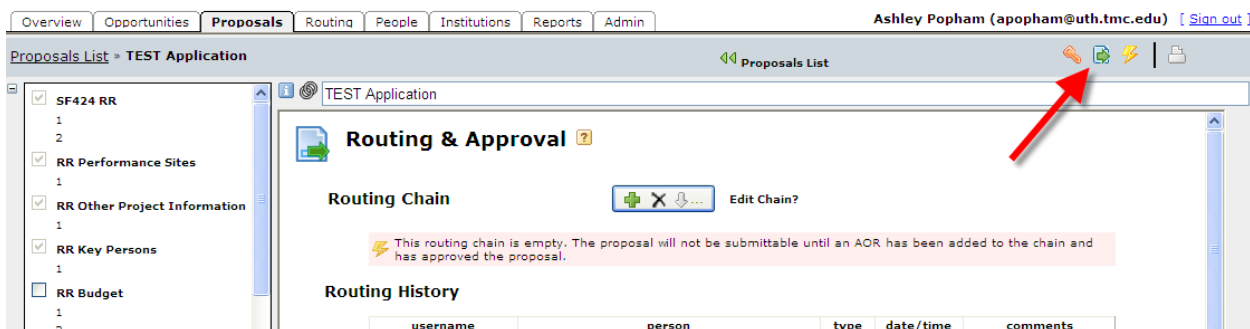 Overview Opportunities Proposals Routing People Institutions Reports Admin Ashley Popham (apopham@uth.tmc.edu) [ Sign out ]
Proposals List » TEST Application Proposals List
SF424 RR
1
2
RR Performance Sites
1
RR Other Project Information
1
RR Key Persons
1
RR Budget
1
TEST Application
Routing & Approval ?
Routing Chain ... Edit Chain?
This routing chain is empty. The proposal will not be submittable until an AOR has been added to the chain and
has approved the proposal.
Routing History
username person type date/time comments